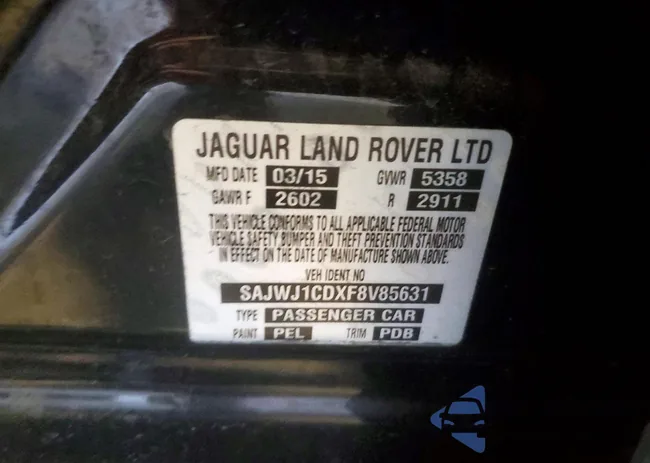 JAGUAR LAND ROVER LTD
MFD DATE 03/15 GVWR 5358
GAWR F 2602 R 2911
THIS VEHICLE CONFORMS TO ALL APPLICABLE FEDERAL MOTOR
VEHICLE SAFETY BUMPER AND THEFT PREVENTION STANDARDS
IN EFFECT ON THE DATE OF MANUFACTURE SHOWN ABOVE.
VEH IDENT NO
SAJWJ1CDXF8V85631
TYPE PASSENGER CAR
PAINT PEL TRIM PDB